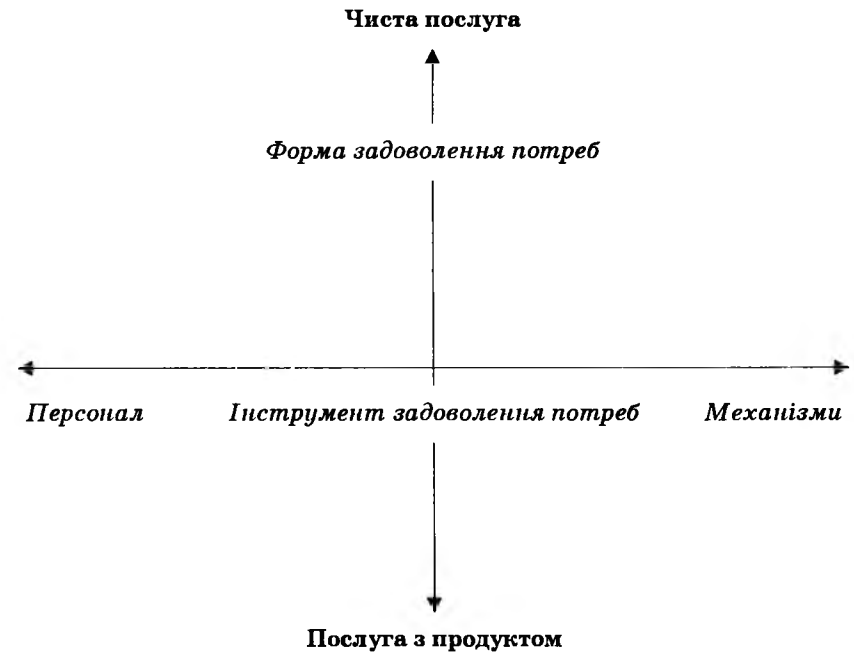 Чиста послуга
Форма задоволення потреб
Персонал Інструмент задоволення потреб Механізми
Послуга з продуктом